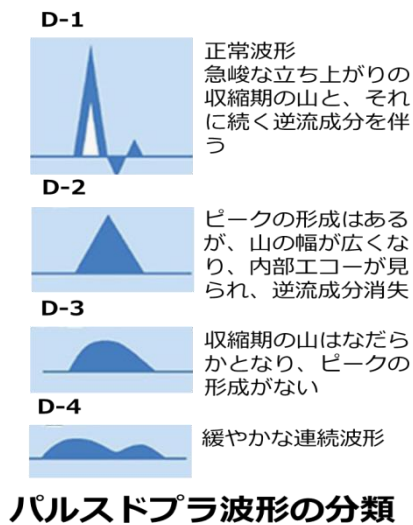 D-1
正常波形
急峻な立ち上がりの
収縮期の山と、それ
に続く逆流成分を伴
う
D-2
ピークの形成はある
が、山の幅が広くな
り、内部エコーが見
られ、逆流成分消失
D-3
収縮期の山はなだら
かとなり、ピークの
形成がない
D-4
緩やかな連続波形
パルスドプラ波形の分類